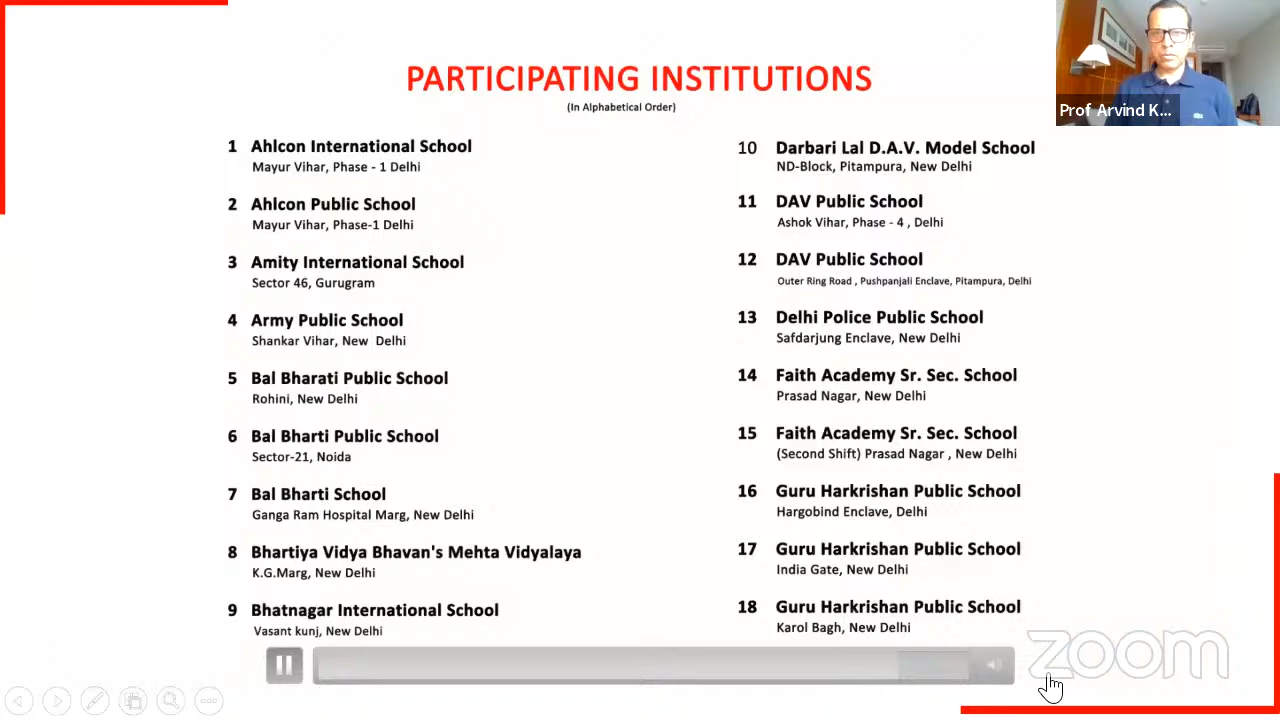 PARTICIPATING INSTITUTIONS
(In Alphabetical Order)
1 Ahlcon International School
Mayur Vihar, Phase - 1 Delhi
2 Ahlcon Public School
Mayur Vihar, Phase-1 Delhi
3 Amity International School
Sector 46, Gurugram
4 Army Public School
Shankar Vihar, New  Delhi
5 Bal Bharati Public School
Rohini, New Delhi
6 Bal Bharti Public School
Sector-21, Noida
7 Bal Bharti School
Ganga Ram Hospital Marg, New Delhi
8 Bhartiya Vidya Bhavan's Mehta Vidyalaya
K.G.Marg, New Delhi
9 Bhatnagar International School
Vasant kunj, New Delhi
10 Darbari Lal D.A.V. Model School
ND-Block, Pitampura, New Delhi
11 DAV Public School
Ashok Vihar, Phase - 4 , Delhi
12 DAV Public School
Outer Ring Road , Pushpanjali Enclave, Pitampura, Delhi
13 Delhi Police Public School
Safdarjung Enclave, New Delhi
14 Faith Academy Sr. Sec. School
Prasad Nagar, New Delhi
15 Faith Academy Sr. Sec. School
(Second Shift) Prasad Nagar , New Delhi
16 Guru Harkrishan Public School
Hargobind Enclave, Delhi
17 Guru Harkrishan Public School
India Gate, New Delhi
18 Guru Harkrishan Public School
Karol Bagh, New Delhi
Prof Arvind K...
zoom